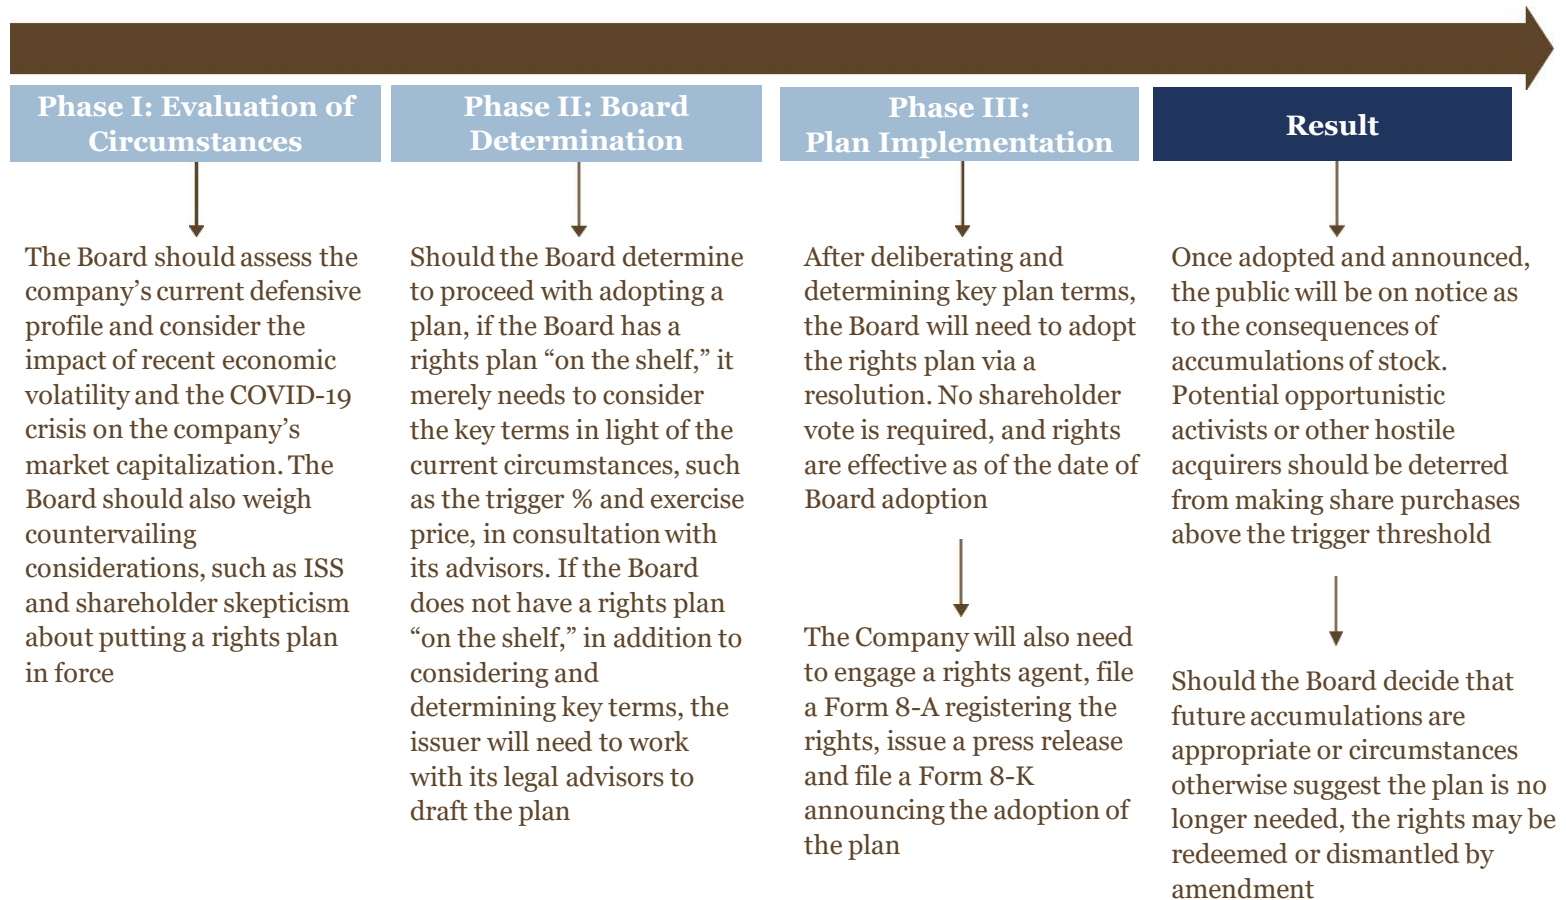 Phase I: Evaluation of
Circumstances
The Board should assess the
company’s current defensive
profile and consider the
impact of recent economic
volatility and the COVID-19
crisis on the company’s
market capitalization. The
Board should also weigh
countervailing
considerations, such as ISS
and shareholder skepticism
about putting a rights plan
in force
Phase II: Board
Determination
Should the Board determine
to proceed with adopting a
plan, if the Board has a
rights plan “on the shelf,” it
merely needs to consider
the key terms in light of the
current circumstances, such
as the trigger % and exercise
price, in consultation with
its advisors. If the Board
does not have a rights plan
“on the shelf,” in addition to
considering and
determining key terms, the
issuer will need to work
with its legal advisors to
draft the plan
Phase III:
Plan Implementation
After deliberating and
determining key plan terms,
the Board will need to adopt
the rights plan via a
resolution. No shareholder
vote is required, and rights
are effective as of the date of
Board adoption
The Company will also need
to engage a rights agent, file
a Form 8-A registering the
rights, issue a press release
and file a Form 8-K
announcing the adoption of
the plan
Result
Once adopted and announced,
the public will be on notice as
to the consequences of
accumulations of stock.
Potential opportunistic
activists or other hostile
acquirers should be deterred
from making share purchases
above the trigger threshold
Should the Board decide that
future accumulations are
appropriate or circumstances
otherwise suggest the plan is no
longer needed, the rights may be
redeemed or dismantled by
amendment